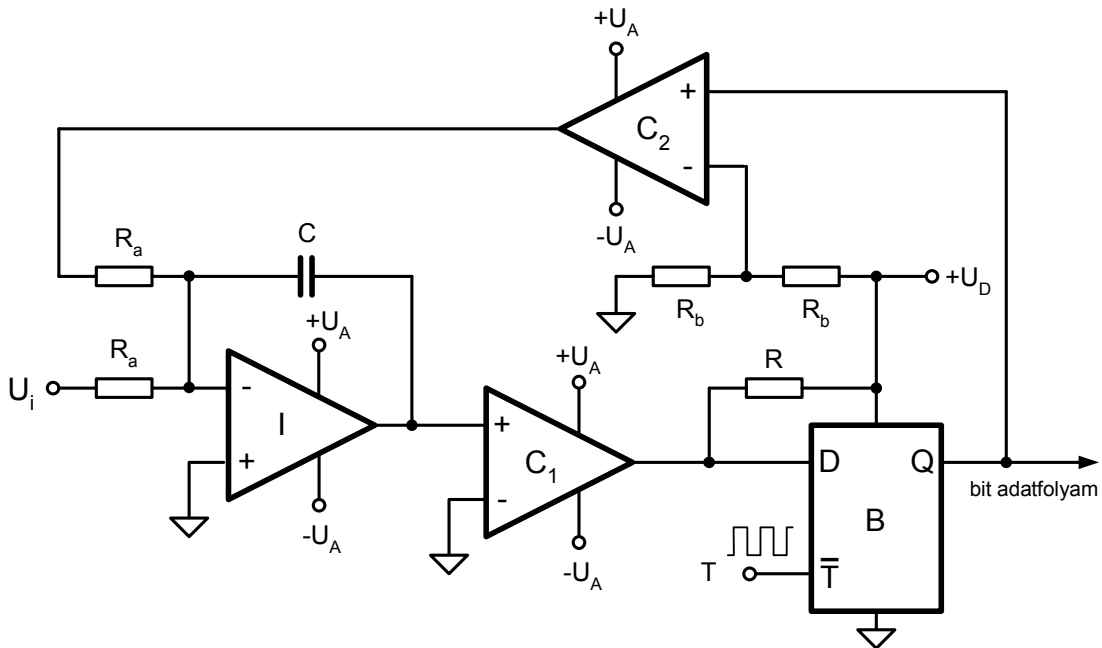 +U_A
+
C_2
-
-U_A
R_a
C
R_b
R_b
+U_D
R_a
+U_A
+U_A
R
U_i
-
I
+
+
C_1
-
D
Q
bit adatfolyam
B
-U_A
-U_A
T
T̅